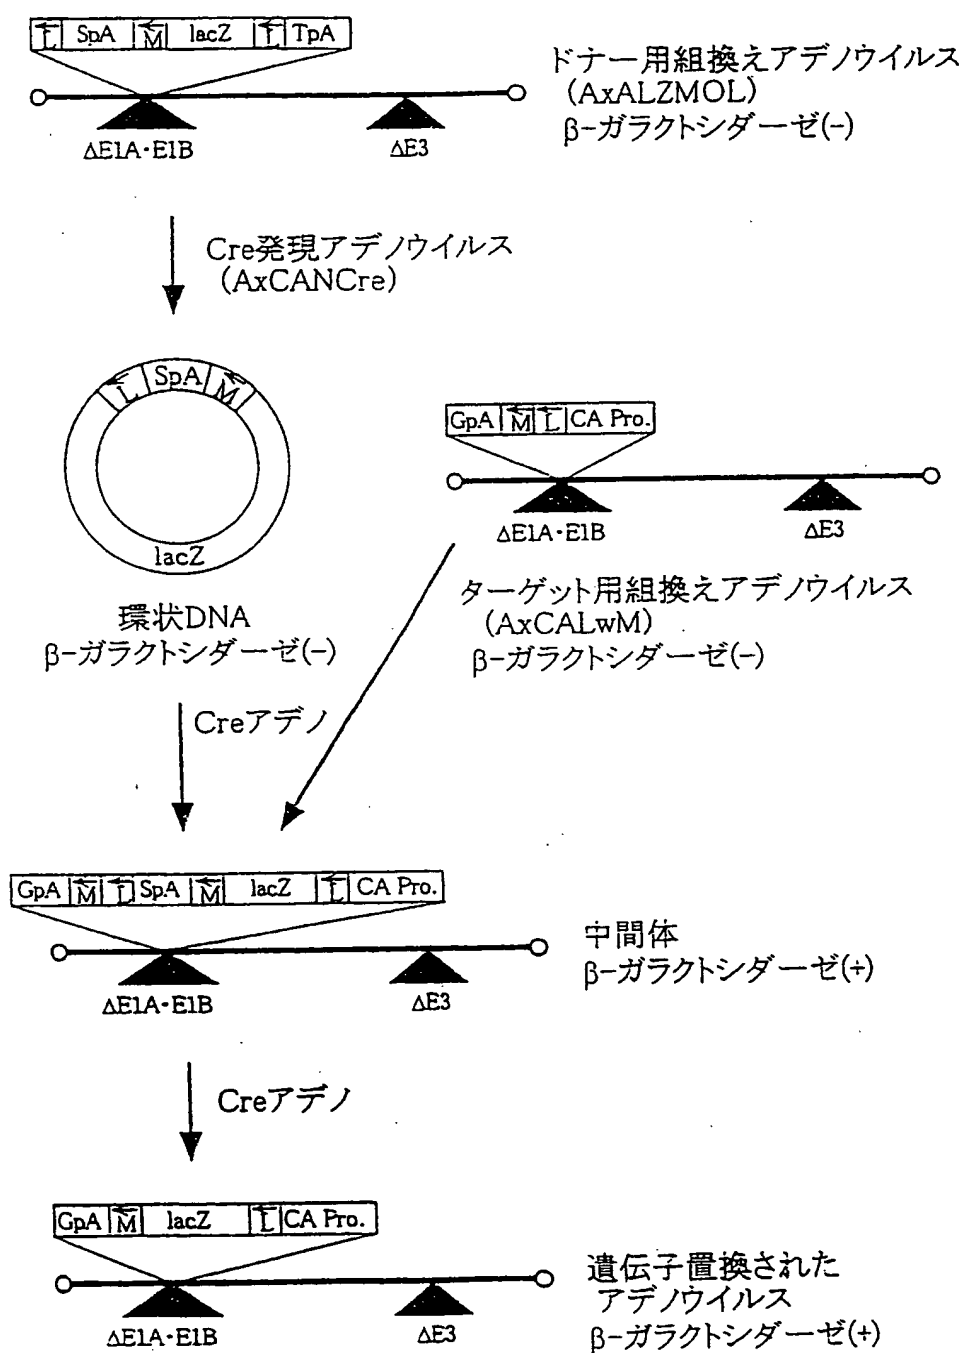 L SpA M lacZ L TpA
ドナー用組換えアデノウイルス
(AxALZMOL)
β-ガラクトシダーゼ(-)
ΔE1A·E1B
ΔE3
Cre発現アデノウイルス
(AxCANCre)
L SpA M
lacZ
環状DNA
β-ガラクトシダーゼ(-)
GpA M L CA Pro.
ΔE1A·E1B
ΔE3
ターゲット用組換えアデノウイルス
(AxCALwM)
β-ガラクトシダーゼ(-)
Creアデノ
GpA M L SpA M lacZ L CA Pro.
中間体
β-ガラクトシダーゼ(+)
ΔE1A·E1B
ΔE3
Creアデノ
GpA M lacZ L CA Pro.
遺伝子置換された
アデノウイルス
β-ガラクトシダーゼ(+)
ΔE1A·E1B
ΔE3